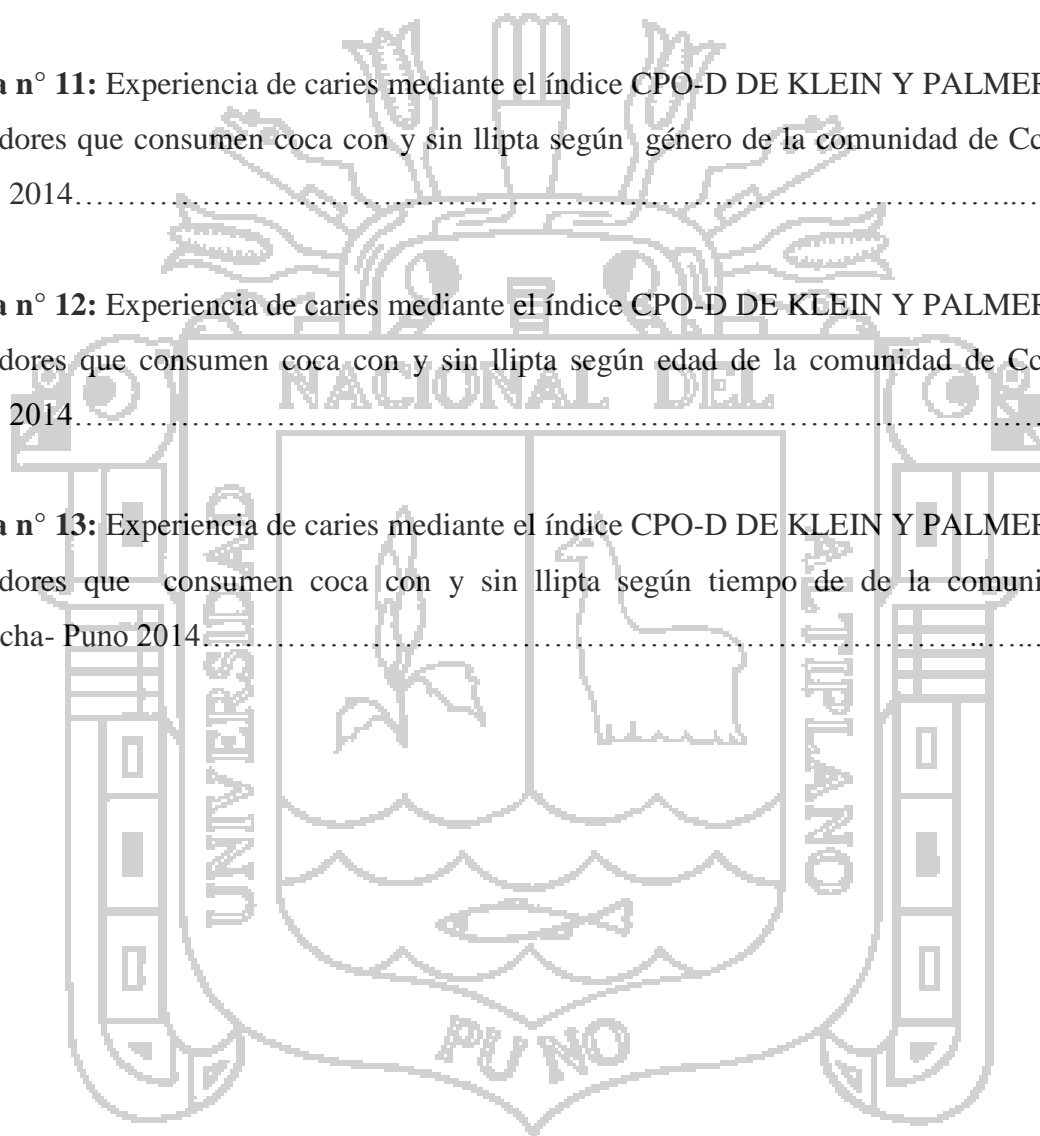 a n° 11: Experiencia de caries mediante el índice CPO-D DE KLEIN Y PALMER
dores que consumen coca con y sin llipta según género de la comunidad de Cc
2014……………………………………………………………………………..…
a n° 12: Experiencia de caries mediante el índice CPO-D DE KLEIN Y PALMER
dores que consumen coca con y sin llipta según edad de la comunidad de Cc
NACIONAL DEL
2014……………………………………………………………………………….
a n° 13: Experiencia de caries mediante el índice CPO-D DE KLEIN Y PALMER
dores que consumen coca con y sin llipta según tiempo de de la comuni
cha- Puno 2014……………………………………………………………..…..
UNIVERSIDAD
ALTIPLANO
PUNO